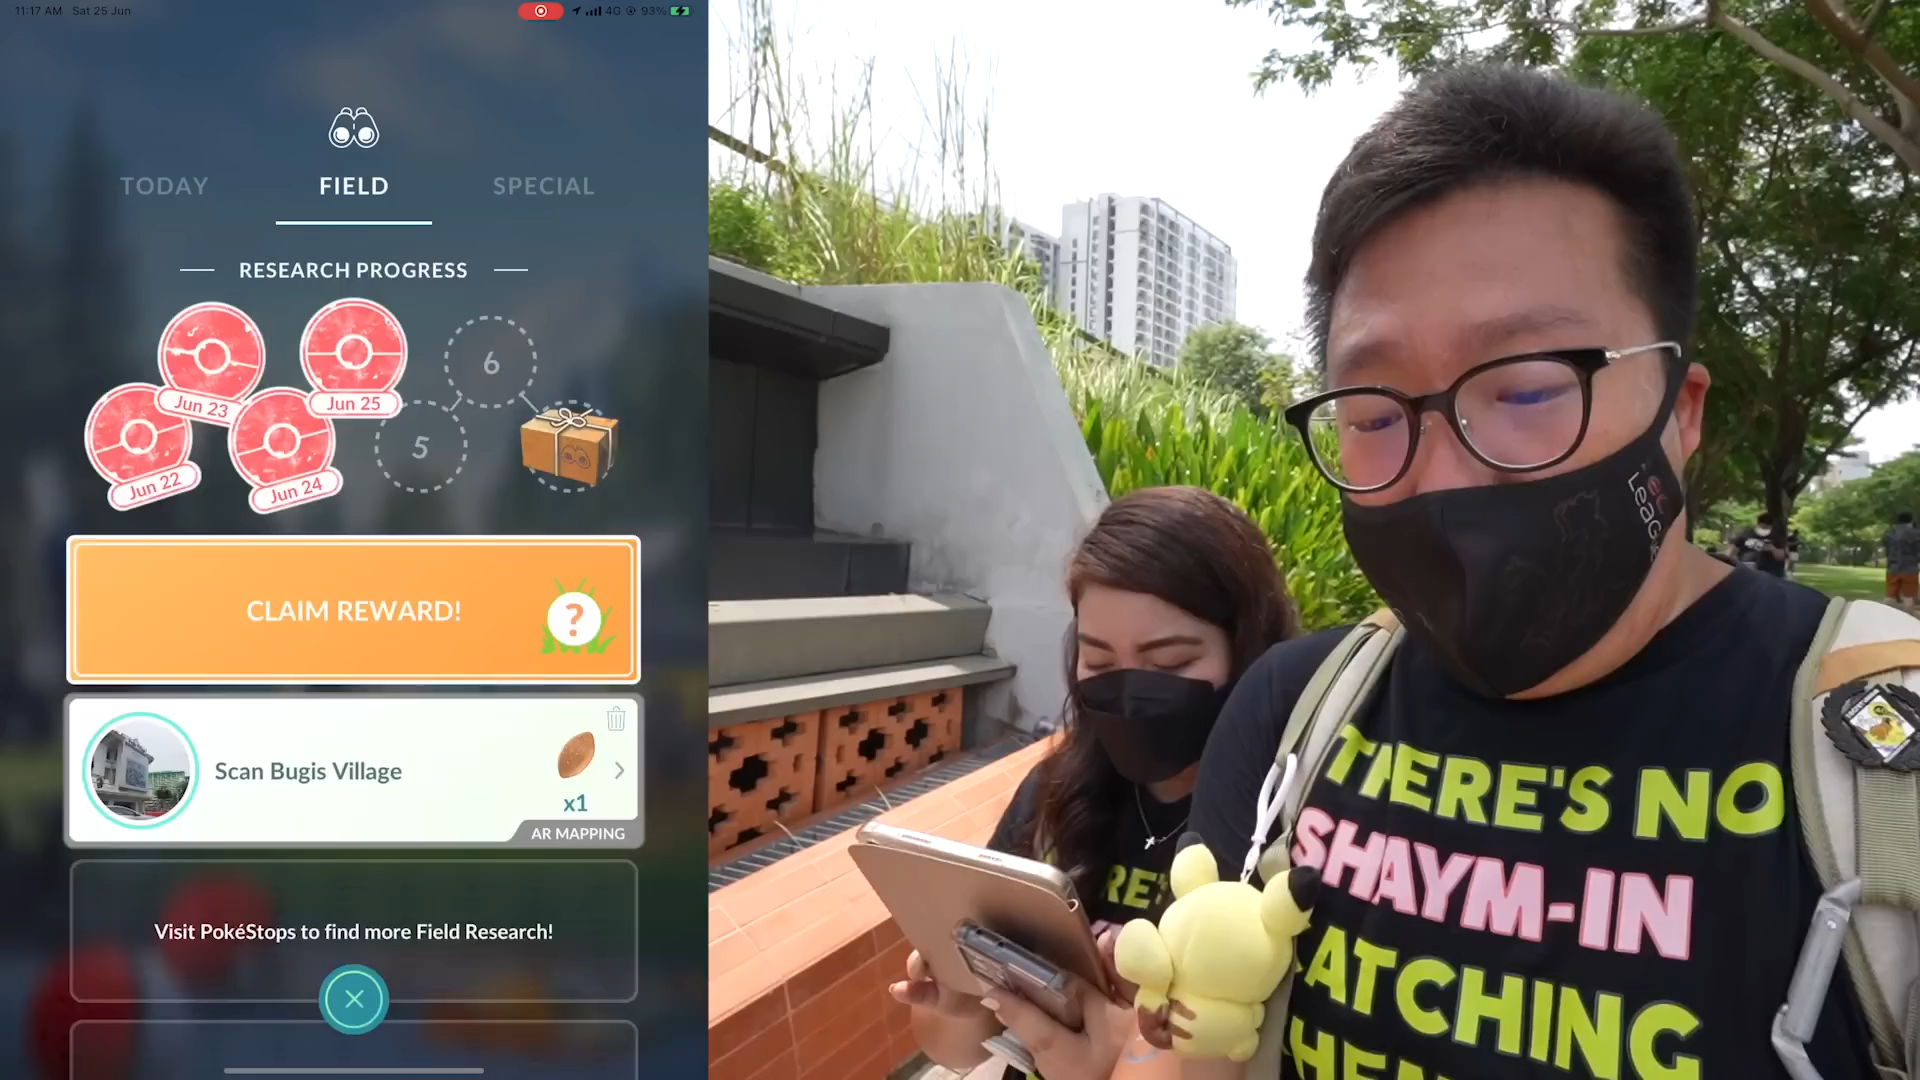 11:17 AM Sat 25 Jun
4G 93%
TODAY
FIELD
SPECIAL
RESEARCH PROGRESS
Jun 22
Jun 23
Jun 24
Jun 25
5
6
CLAIM REWARD!
?
Scan Bugis Village
x1
AR MAPPING
Visit PokéStops to find more Field Research!
THERE'S NO
SHAYM-IN
CATCHING